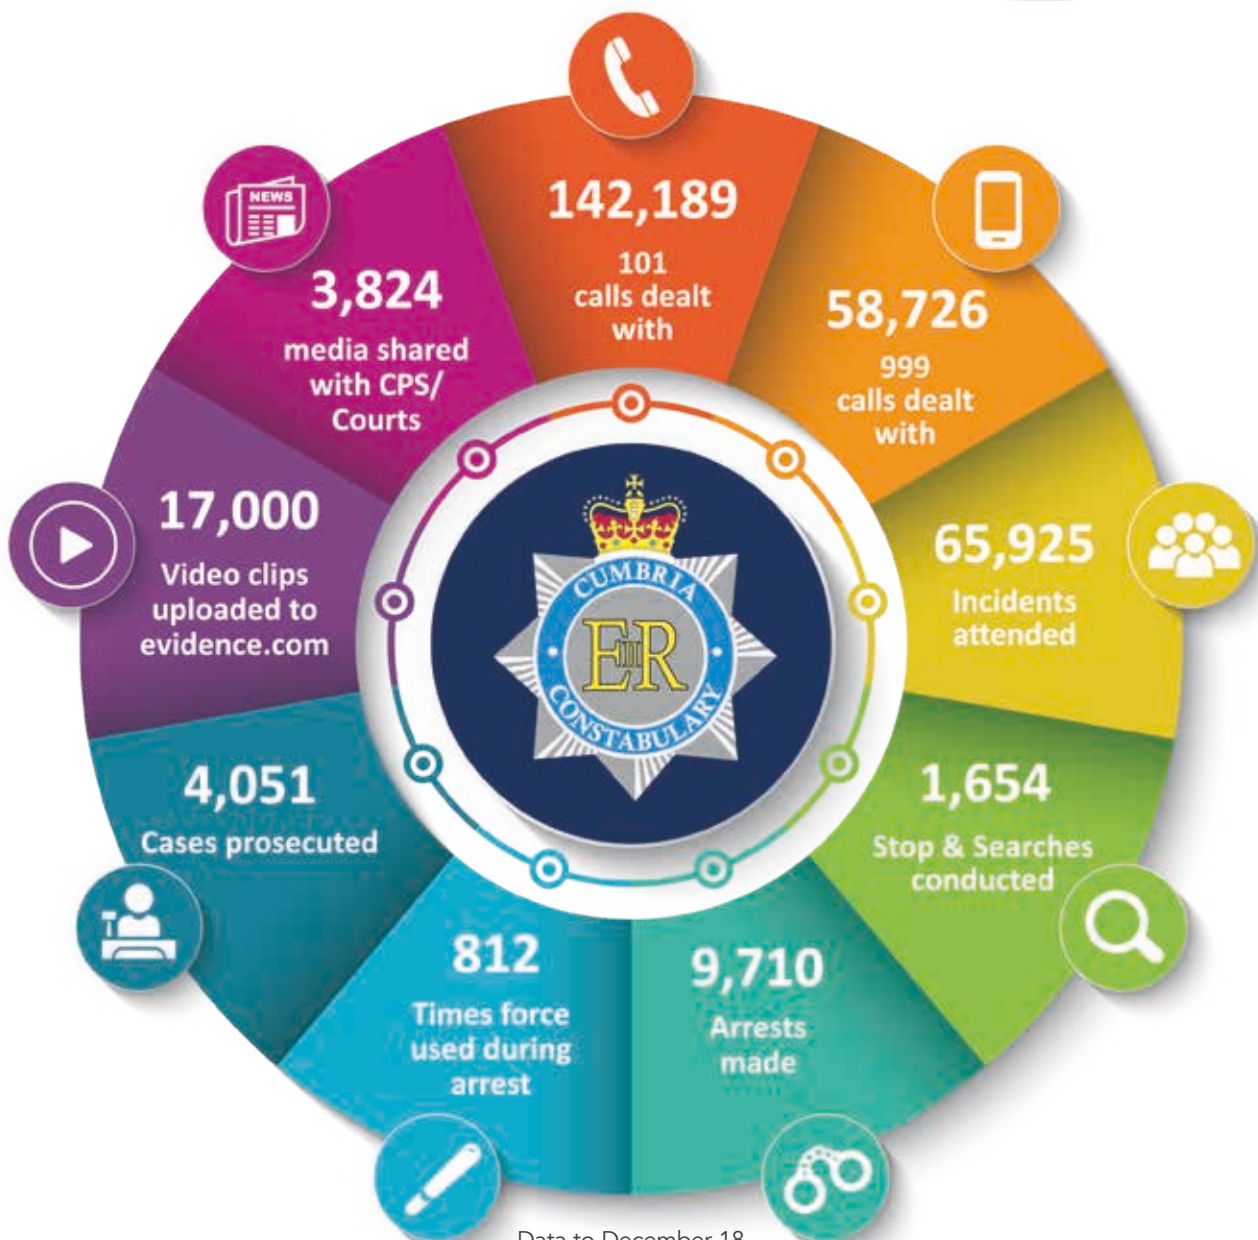 142,189
101
calls dealt
with
58,726
999
calls dealt
with
65,925
Incidents
attended
1,654
Stop & Searches
conducted
9,710
Arrests
made
812
Times force
used during
arrest
4,051
Cases prosecuted
17,000
Video clips
uploaded to
evidence.com
NEWS
3,824
media shared
with CPS/
Courts
CUMBRIA
EIIR
CONSTABULARY
Data to December 18